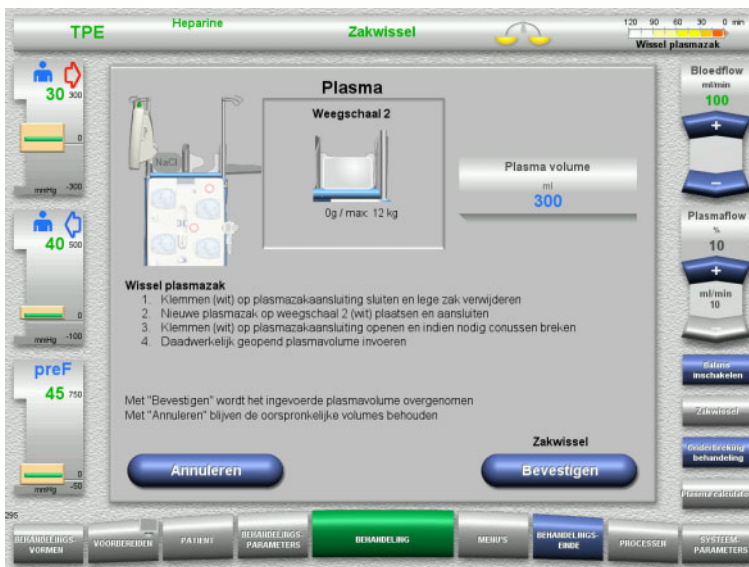 TPE
Heparine
Zakwissel
120 90 60 30 0 min
Wissel plasmazak
30 300
0
mmHg -300
40 500
0
mmHg -100
preF
45 750
0
mmHg -50
Plasma
Weegschaal 2
NaCl
0g / max: 12 kg
Plasma volume
ml
300
Wissel plasmazak
1. Klemmen (wit) op plasmazakaansluiting sluiten en lege zak verwijderen
2. Nieuwe plasmazak op weegschaal 2 (wit) plaatsen en aansluiten
3. Klemmen (wit) op plasmazakaansluiting openen en indien nodig conussen breken
4. Daadwerkelijk geopend plasmavolume invoeren
Met "Bevestigen" wordt het ingevoerde plasmavolume overgenomen
Met "Annuleren" blijven de oorspronkelijke volumes behouden
Zakwissel
Annuleren
Bevestigen
Bloedflow
ml/min
100
+
−
Plasmaflow
%
10
+
ml/min
10
−
Balans inschakelen
Zakwissel
Onderbreking behandeling
Plasma calculator
295
BEHANDELINGS-
VORMEN
VOORBEREIDEN
PATIENT
BEHANDELINGS-
PARAMETERS
BEHANDELING
MENU'S
BEHANDELINGS-
EINDE
PROCESSEN
SYSTEEM-
PARAMETERS